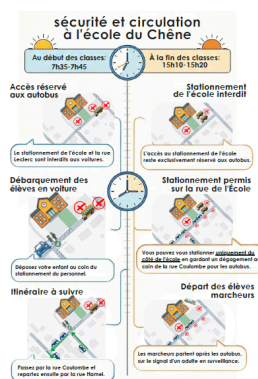 sécurité et circulation
à l'école du Chêne
Au début des classes:
7h35-7h45
À la fin des classes:
15h10-15h20
Accès réservé
aux autobus
Le stationnement de l'école et la rue
Leclerc sont interdits aux voitures.
Stationnement
de l'école interdit
L'accès au stationnement de l'école
reste exclusivement réservé aux autobus.
Débarquement des
élèves en voiture
Déposez votre enfant au coin du
stationnement du personnel.
Stationnement permis
sur la rue de l'École
Vous pouvez vous stationner uniquement du
côté de l'école en gardant un dégagement au
coin de la rue Coulombe pour les autobus.
Itinéraire à suivre
Passez par la rue Coulombe et
repartez ensuite par la rue Hamel.
Départ des élèves
marcheurs
Les marcheurs partent après les autobus,
sur le signal d'un adulte en surveillance.